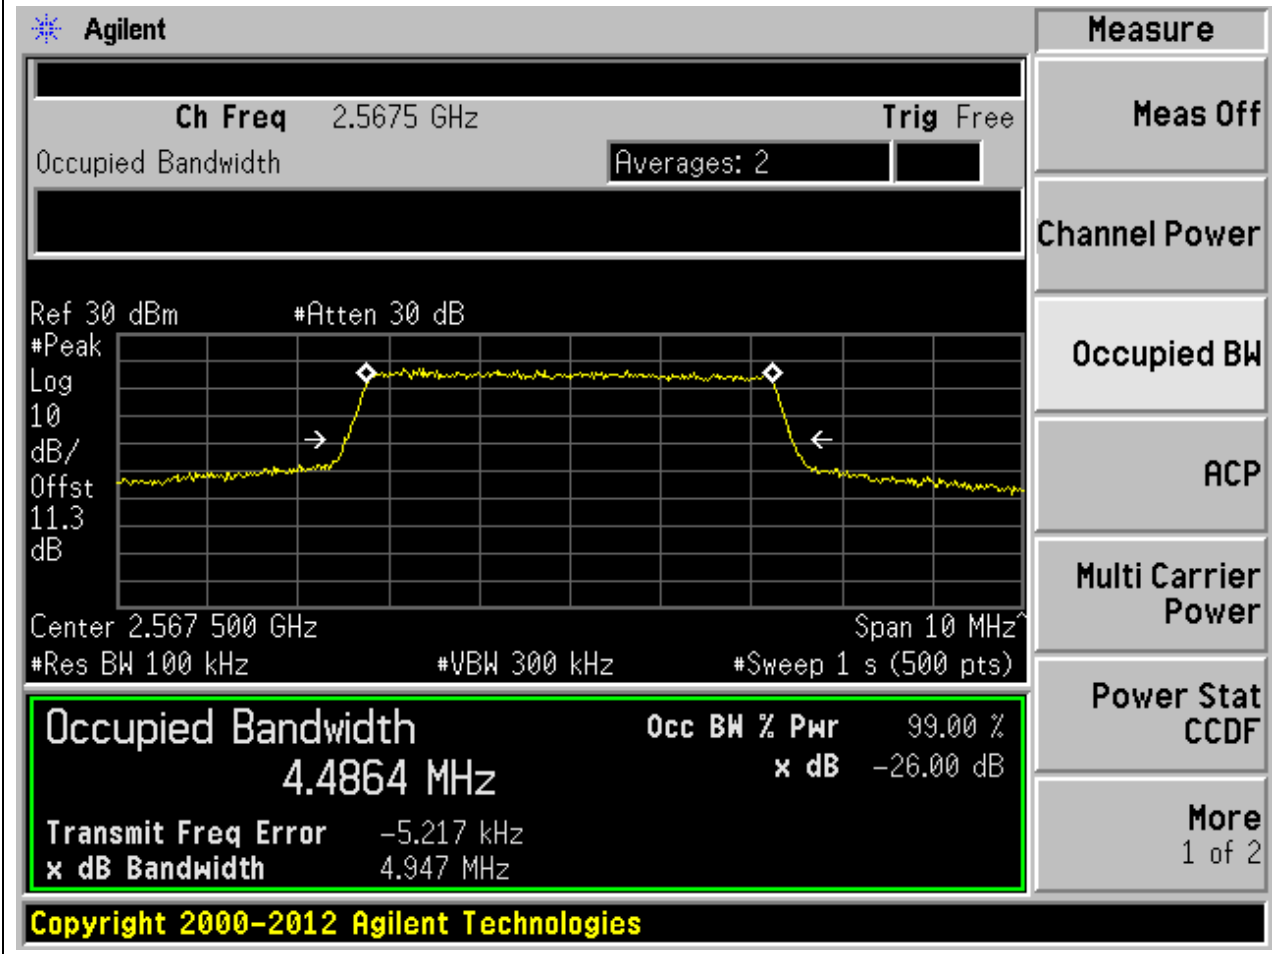 Agilent
Measure
Ch Freq 2.5675 GHz Trig Free
Meas Off
Occupied Bandwidth Averages: 2
Channel Power
Ref 30 dBm #Atten 30 dB
#Peak
Log
10
dB/
Offst
11.3
dB
Occupied BW
ACP
Multi Carrier
Power
Center 2.567 500 GHz Span 10 MHz^
#Res BW 100 kHz #VBW 300 kHz #Sweep 1 s (500 pts)
Power Stat
CCDF
Occupied Bandwidth Occ BW % Pwr 99.00 %
4.4864 MHz x dB -26.00 dB
Transmit Freq Error -5.217 kHz
x dB Bandwidth 4.947 MHz
More
1 of 2
Copyright 2000-2012 Agilent Technologies